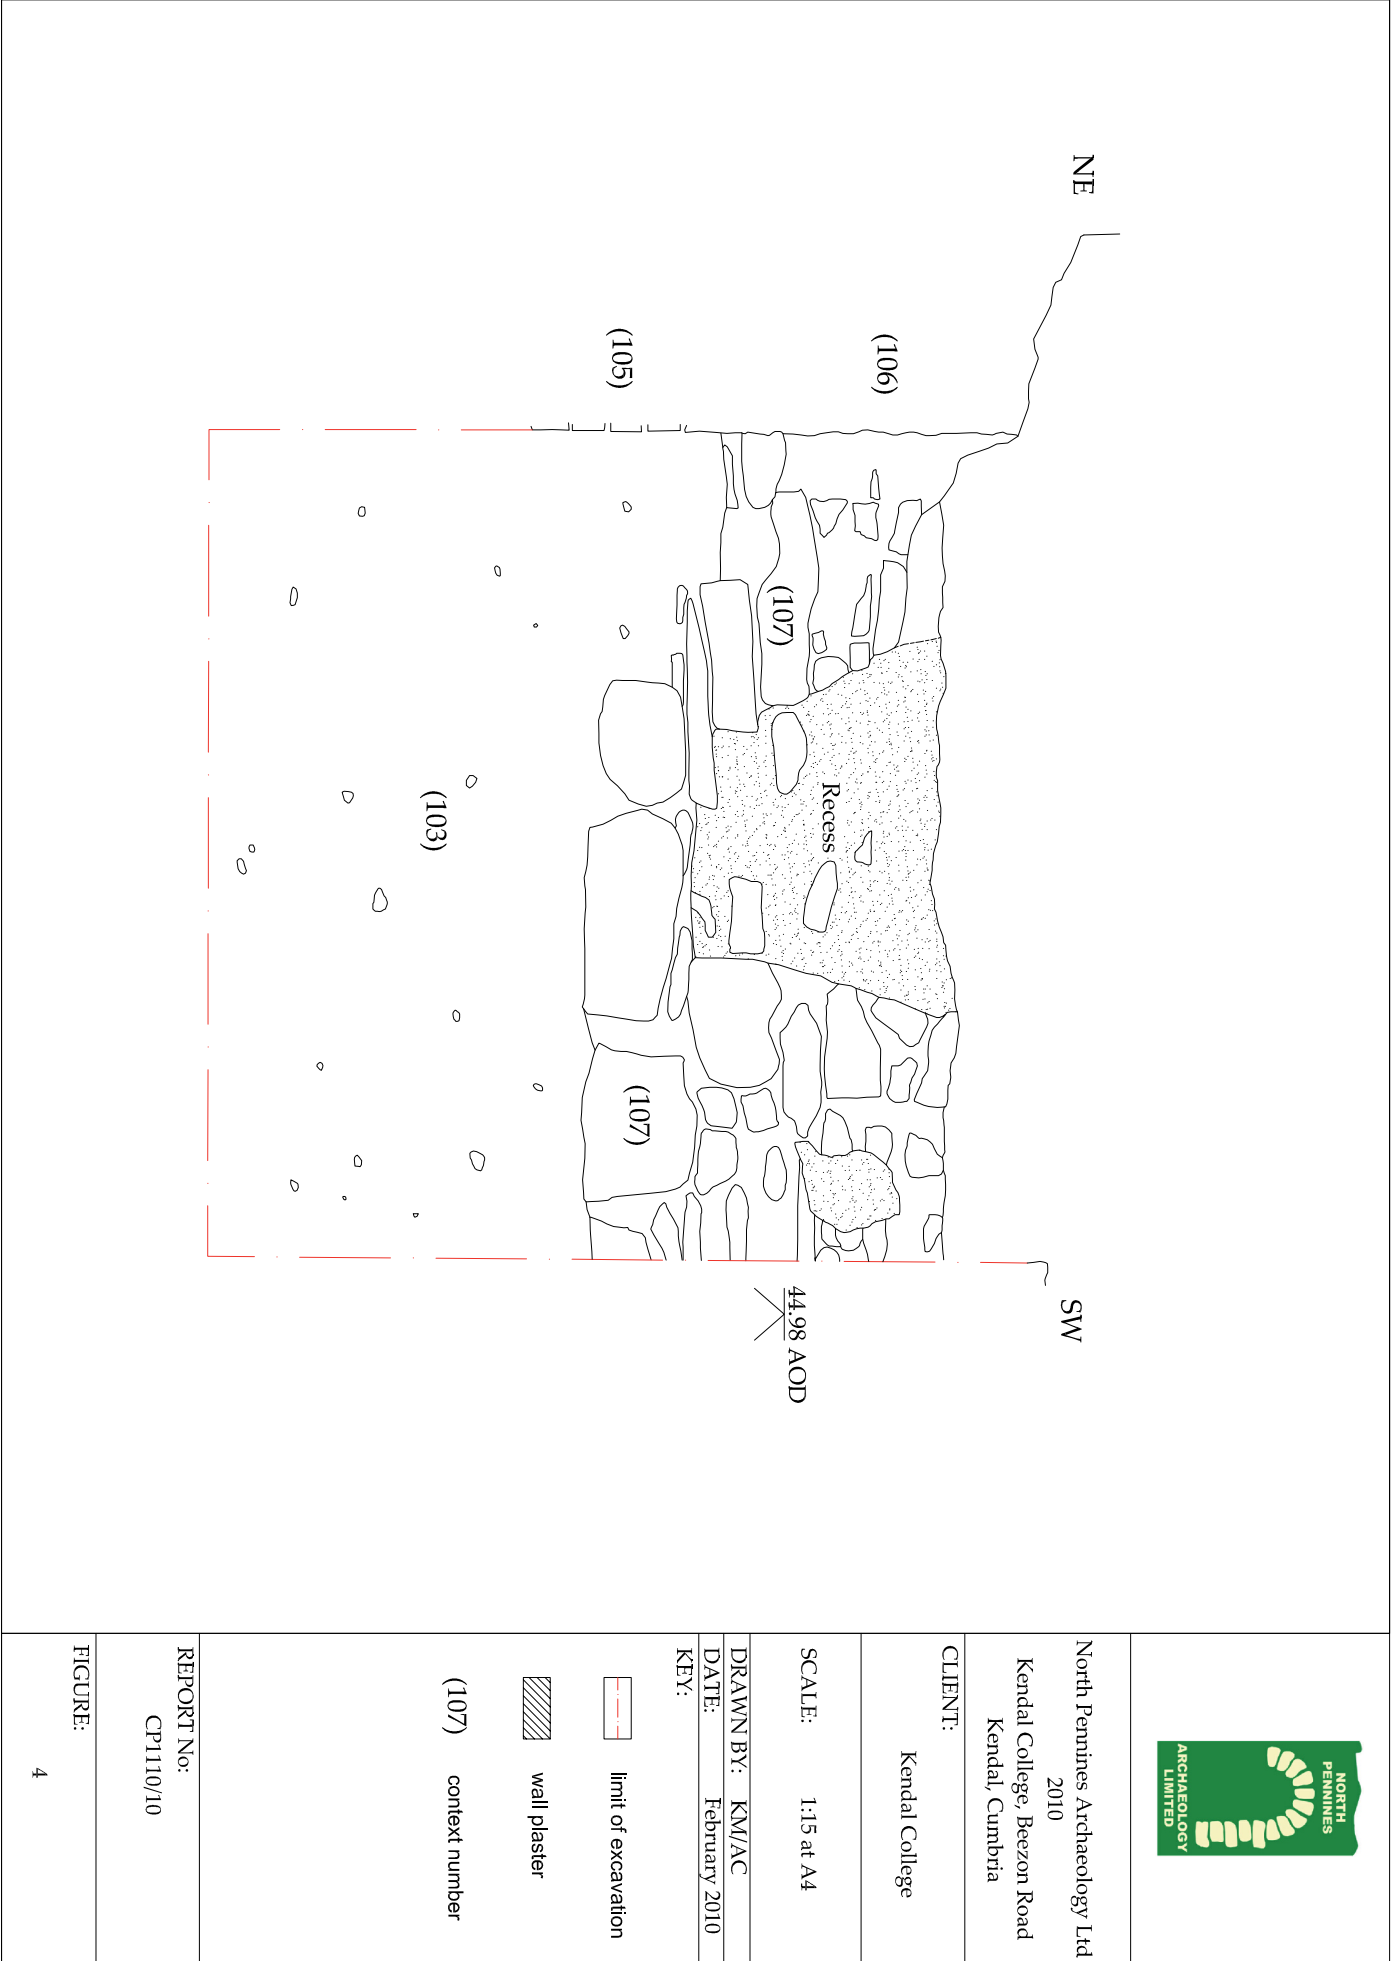 NE
SW
(106)
(105)
(107)
Recess
(103)
(107)
44.98 AOD
NORTH
PENNINES
ARCHAEOLOGY
LIMITED
North Pennines Archaeology Ltd
2010
Kendal College, Beezon Road
Kendal, Cumbria
CLIENT:
Kendal College
SCALE: 1:15 at A4
DRAWN BY: KM/AC
DATE: February 2010
KEY:
limit of excavation
wall plaster
(107) context number
REPORT No:
CP1110/10
FIGURE:
4